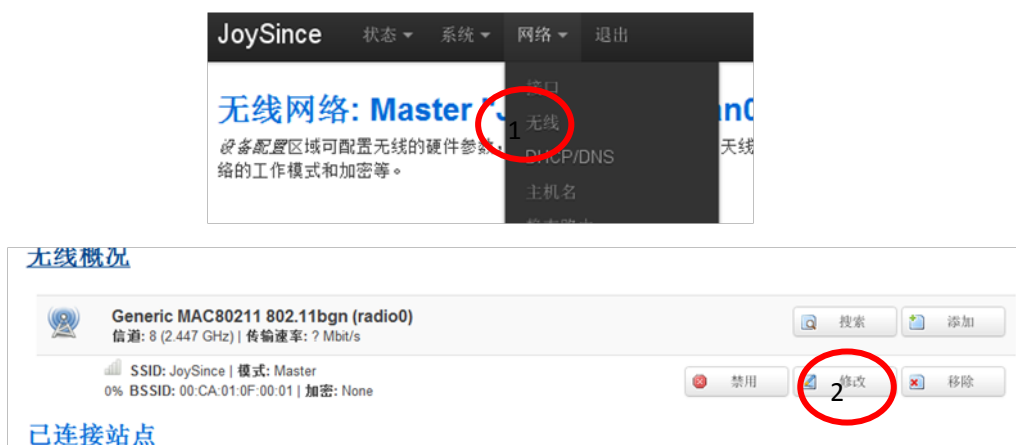 JoySince 状态 系统 网络 退出
接口
无线网络: Master "J an0
1 无线
设备配置区域可配置无线的硬件参数, 天线
DHCP/DNS
络的工作模式和加密等。
主机名
无线概况
Generic MAC80211 802.11bgn (radio0)
搜索 添加
信道: 8 (2.447 GHz) | 传输速率: ? Mbit/s
SSID: JoySince | 模式: Master
禁用 2 修改 移除
0% BSSID: 00:CA:01:0F:00:01 | 加密: None
已连接站点